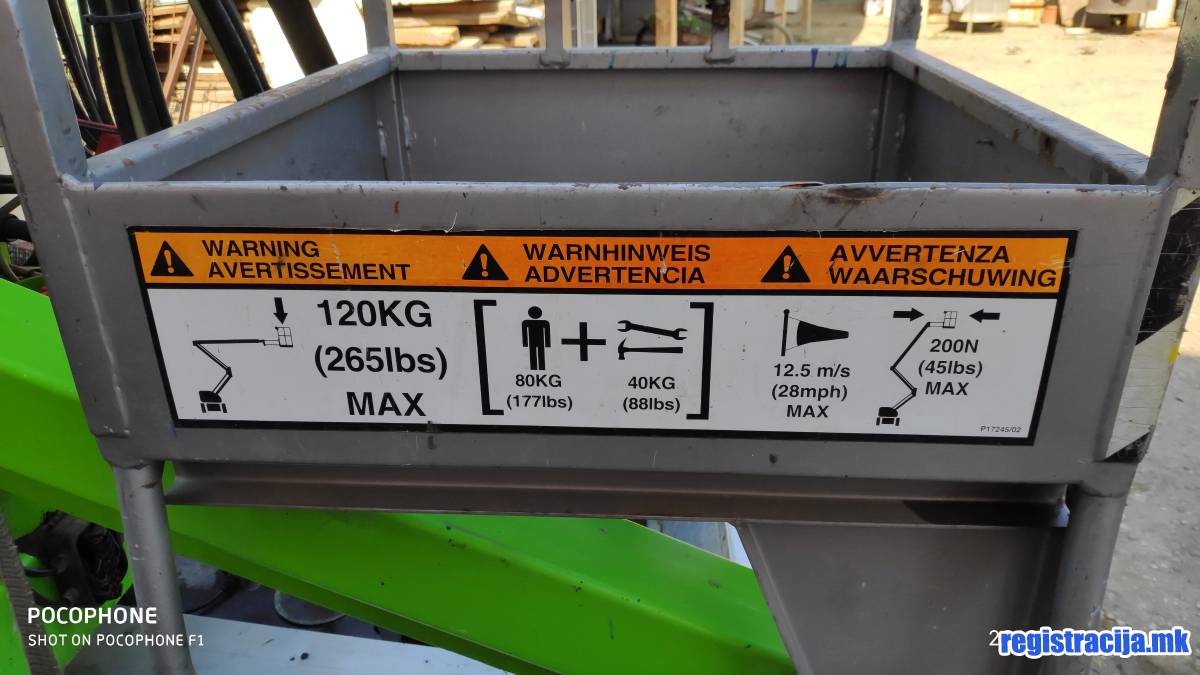 WARNING
AVERTISSEMENT
WARNHINWEIS
ADVERTENCIA
AVVERTENZA
WAARSCHUWING
120KG
(265lbs)
MAX
80KG
(177lbs)
40KG
(88lbs)
12.5 m/s
(28mph)
MAX
200N
(45lbs)
MAX
P17245/02
POCOPHONE
SHOT ON POCOPHONE F1
registracija.mk